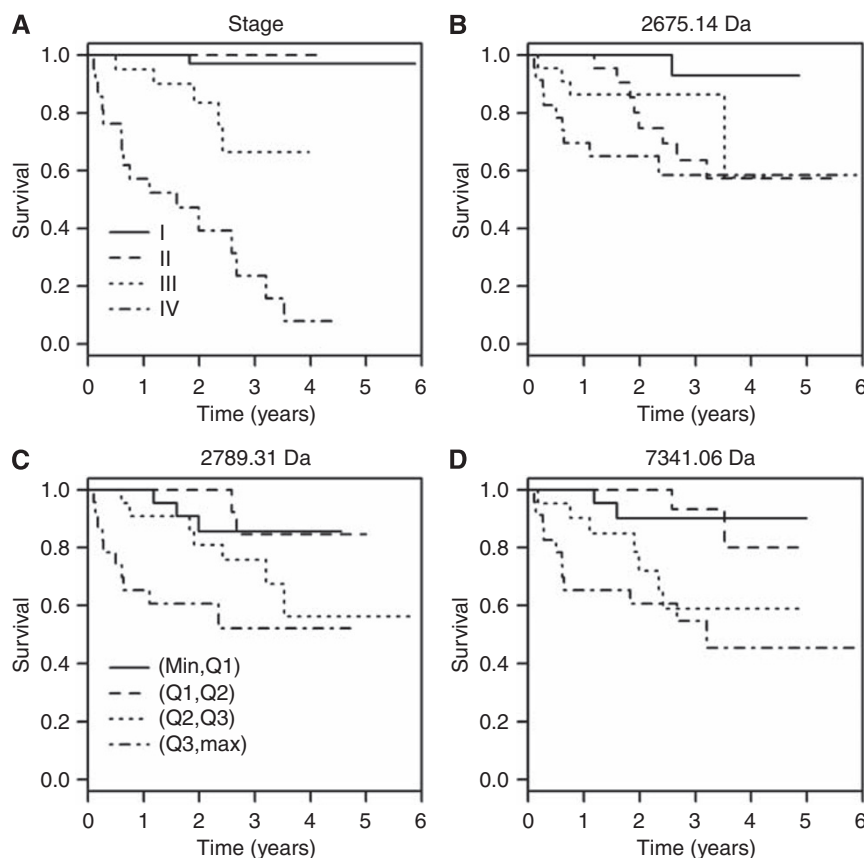 A Stage
1.0
0.8
0.6
0.4
0.2
0.0
Survival
I
II
III
IV
0 1 2 3 4 5 6
Time (years)
B 2675.14 Da
1.0
0.8
0.6
0.4
0.2
0.0
Survival
0 1 2 3 4 5 6
Time (years)
C 2789.31 Da
1.0
0.8
0.6
0.4
0.2
0.0
Survival
(Min,Q1)
(Q1,Q2)
(Q2,Q3)
(Q3,max)
0 1 2 3 4 5 6
Time (years)
D 7341.06 Da
1.0
0.8
0.6
0.4
0.2
0.0
Survival
0 1 2 3 4 5 6
Time (years)